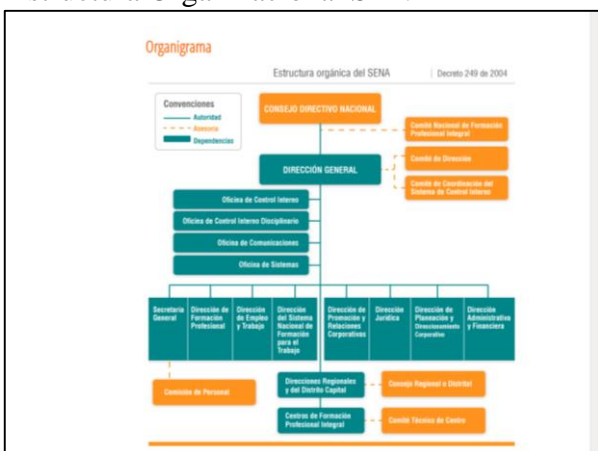 Organigrama
Estructura orgánica del SENA
Decreto 249 de 2004
Convenciones
Autoridad
Asesoría
Dependencias
CONSEJO DIRECTIVO NACIONAL
Comité Nacional de Formación
Profesional Integral
DIRECCIÓN GENERAL
Comité de Dirección
Comité de Coordinación del
Sistema de Control Interno
Oficina de Control Interno
Oficina de Control Interno Disciplinario
Oficina de Comunicaciones
Oficina de Sistemas
Secretaría
General
Dirección de
Formación
Profesional
Dirección
de Empleo
y Trabajo
Dirección
del Sistema
Nacional de
Formación
para el
Trabajo
Dirección de
Promoción y
Relaciones
Corporativas
Dirección
Jurídica
Dirección de
Planeación y
Direccionamiento
Corporativo
Dirección
Administrativa
y Financiera
Comisión de Personal
Direcciones Regionales
y del Distrito Capital
Consejo Regional o Distrital
Centros de Formación
Profesional Integral
Comité Técnico de Centro